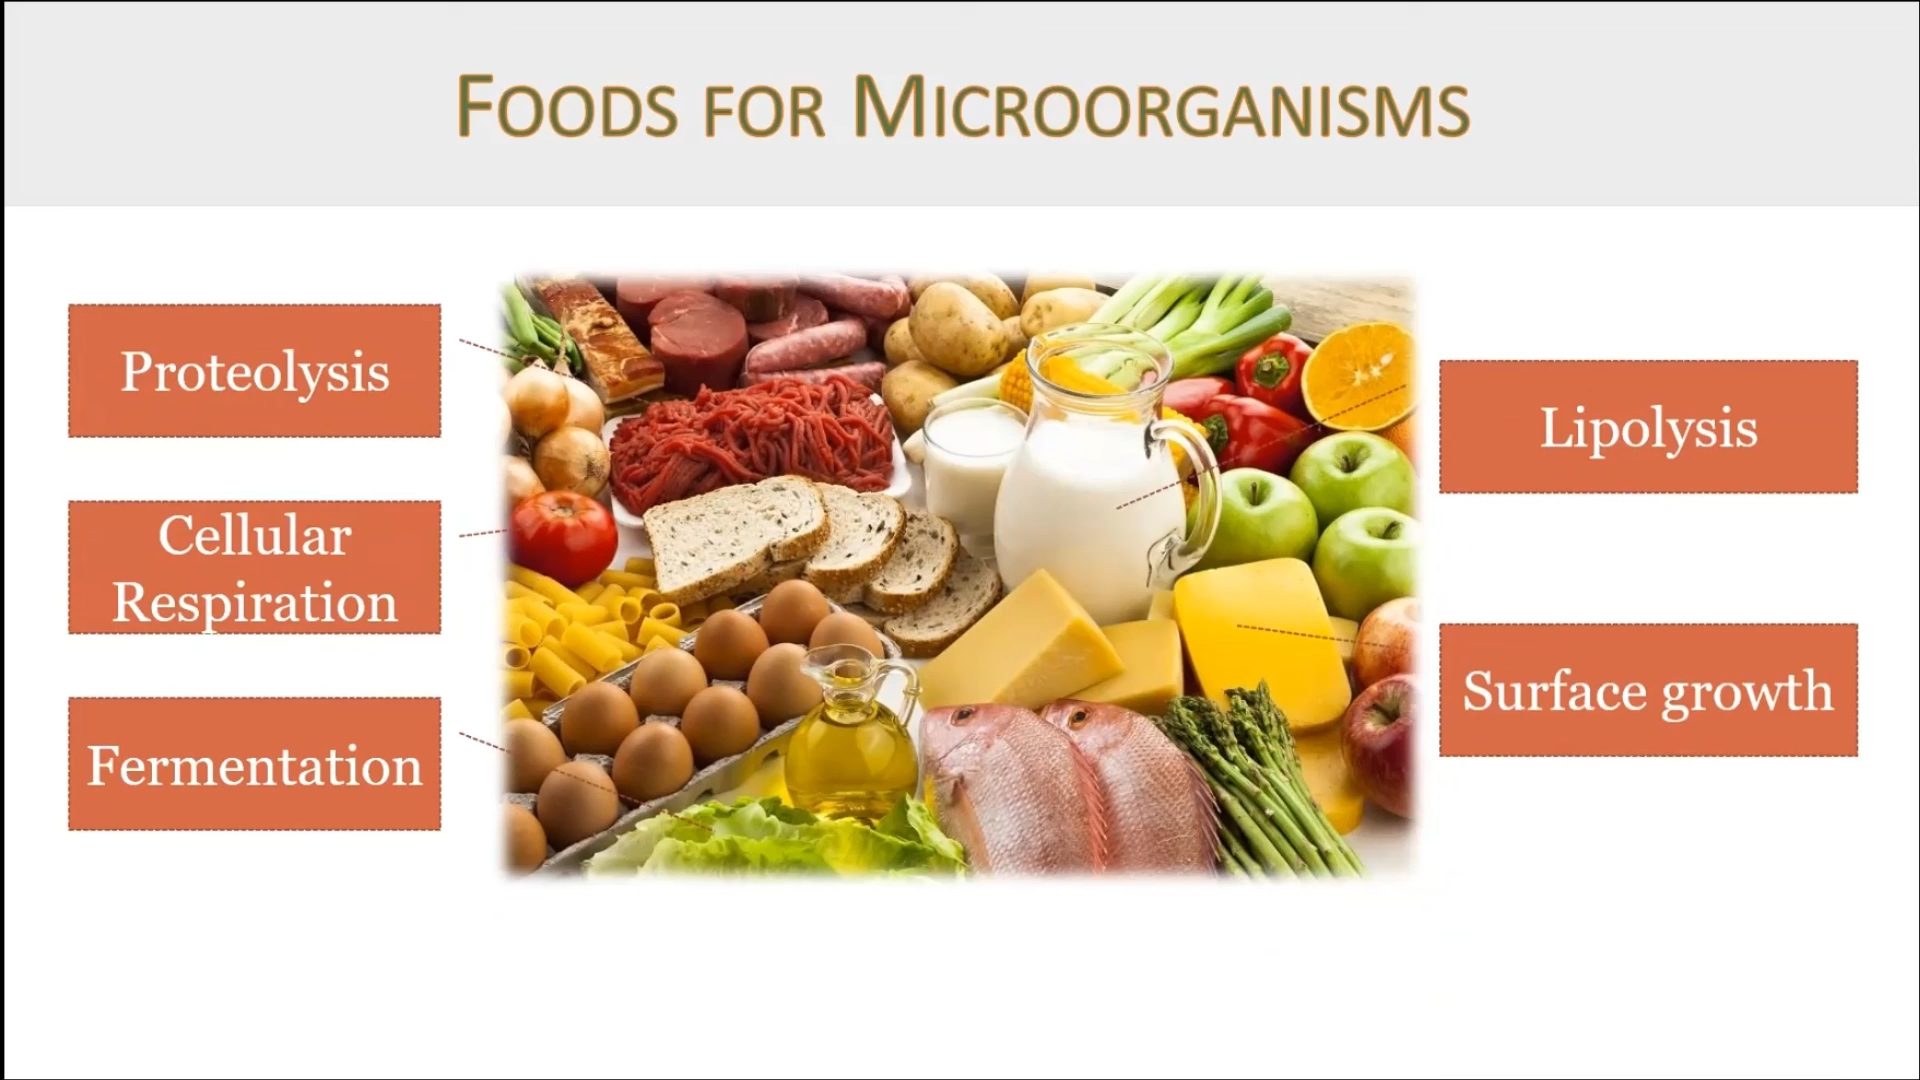 FOODS FOR MICROORGANISMS
Proteolysis
Cellular
Respiration
Fermentation
Lipolysis
Surface growth